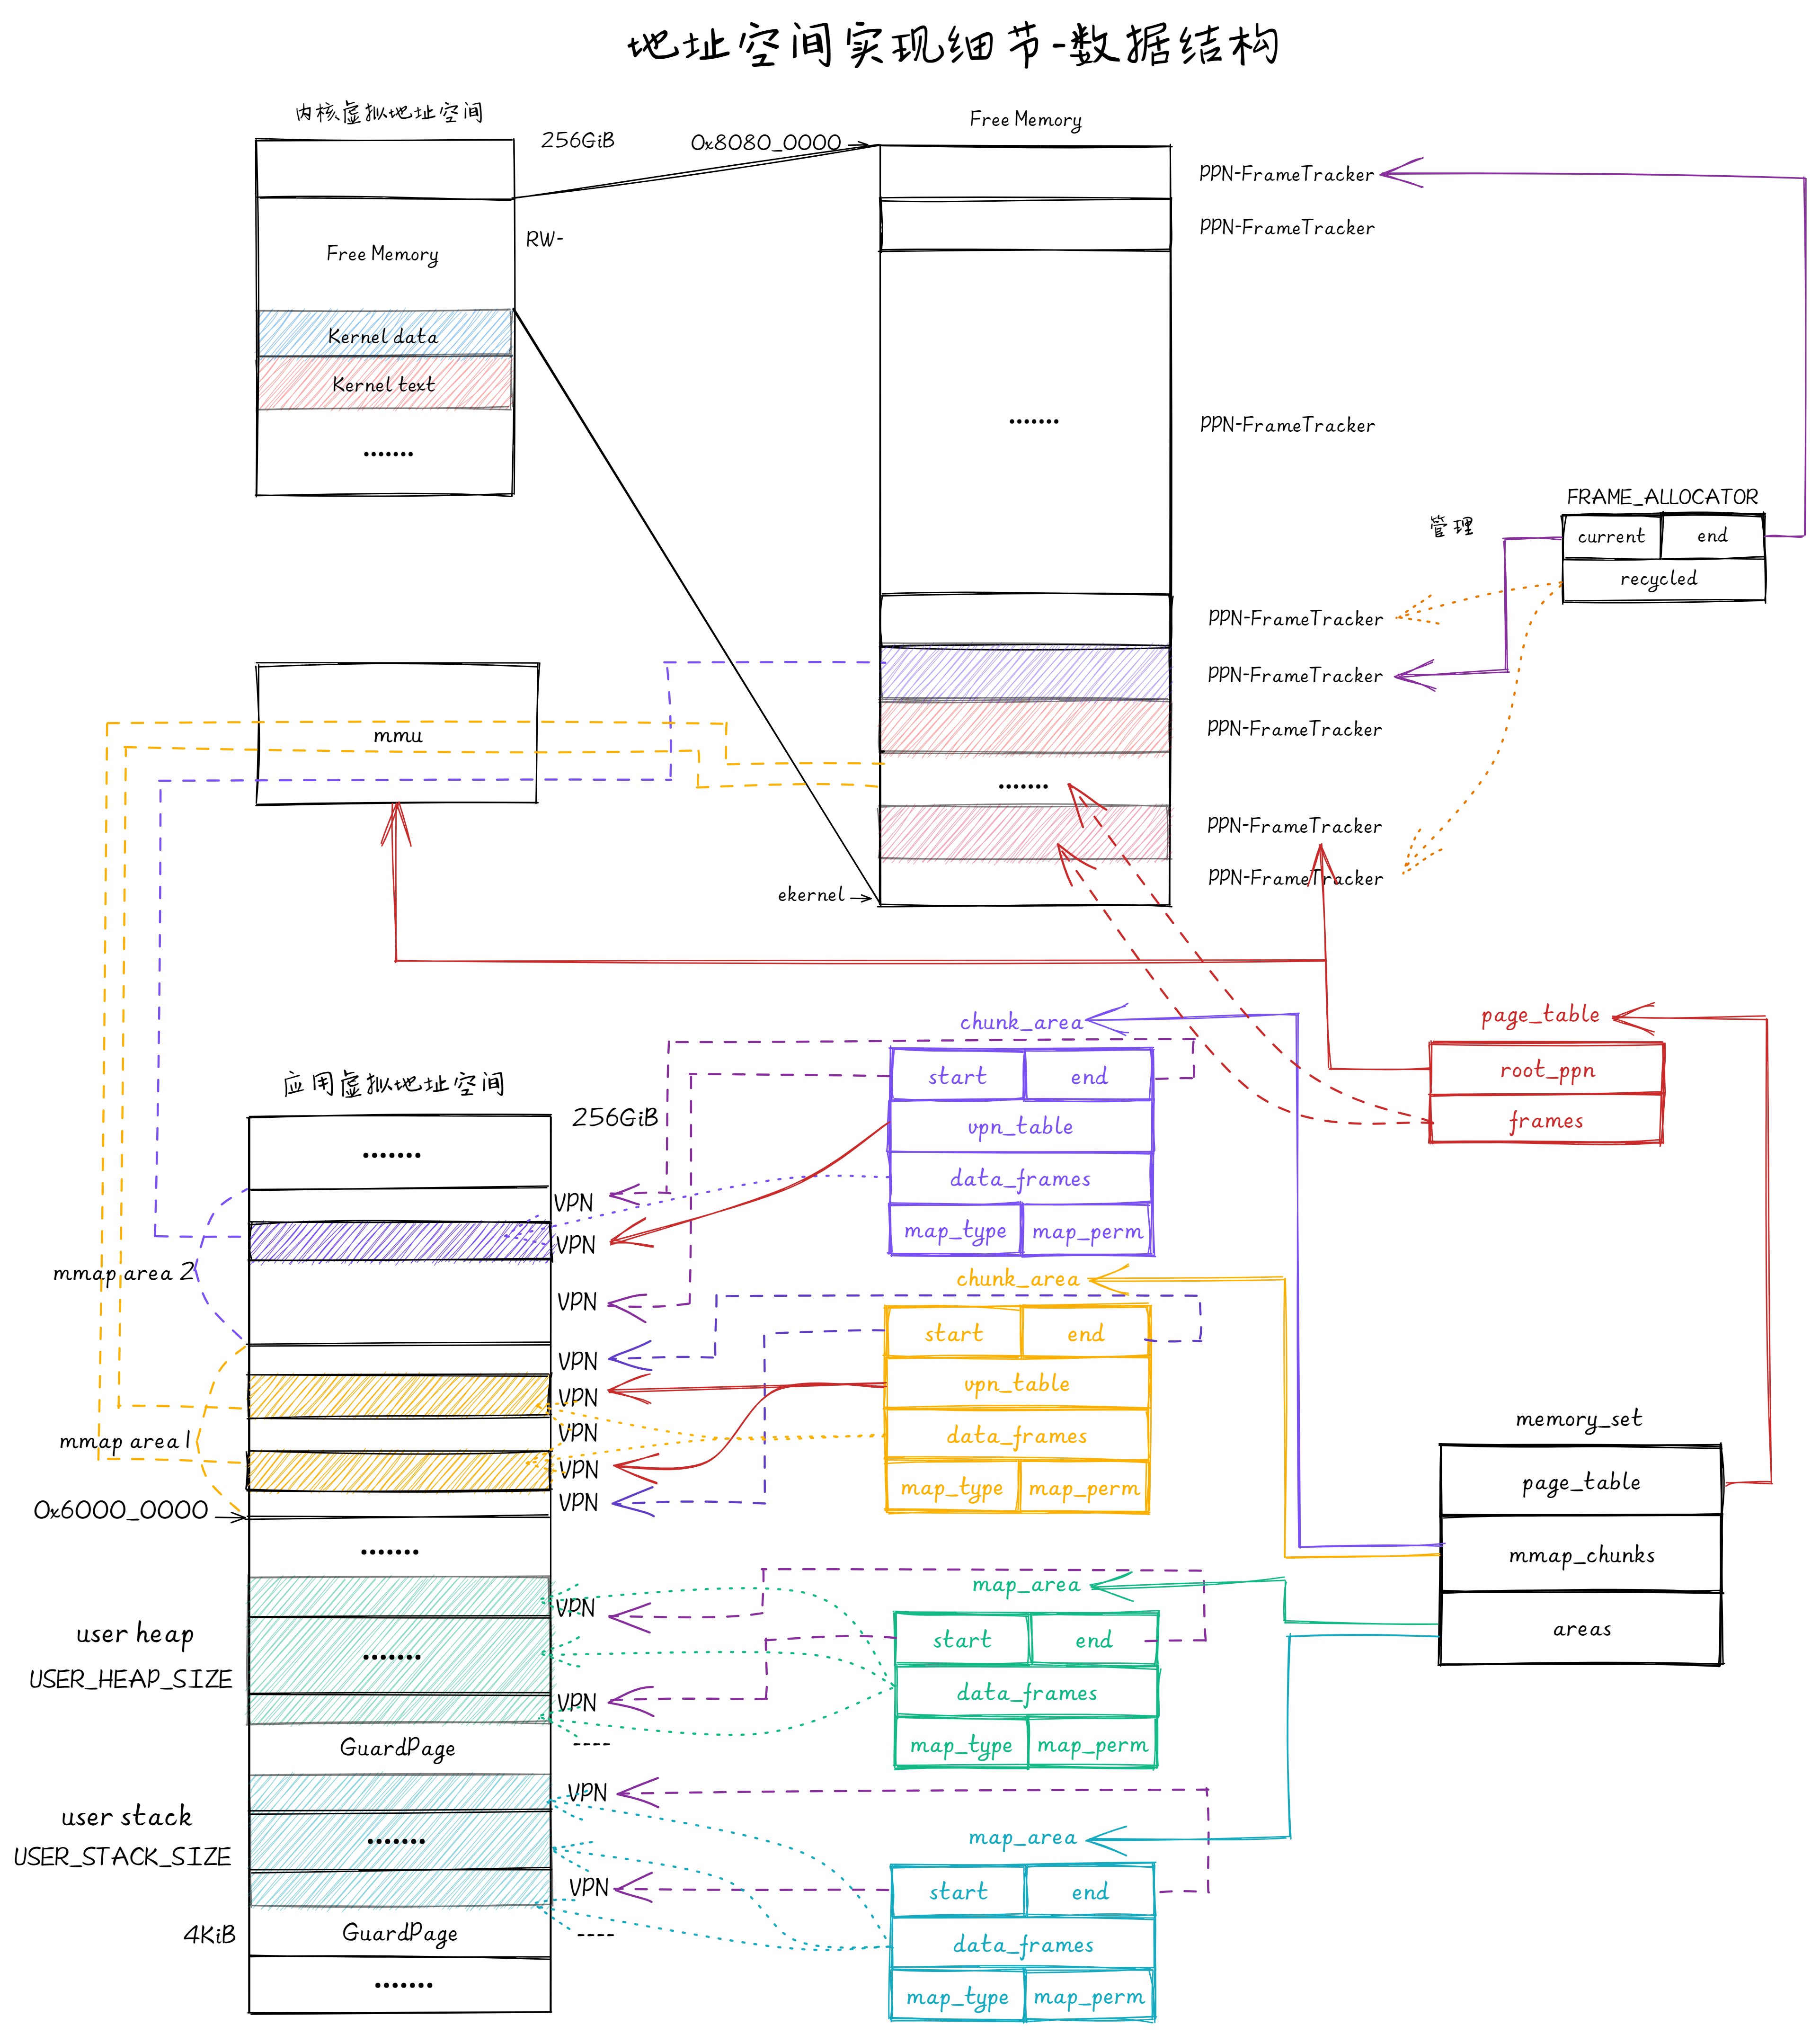 地址空间实现细节-数据结构
内核虚拟地址空间
256GiB
Free Memory
RW-
Kernel data
Kernel text
.......
0x8080_0000
Free Memory
.......
.......
ekernel
PPN-FrameTracker
PPN-FrameTracker
PPN-FrameTracker
PPN-FrameTracker
PPN-FrameTracker
PPN-FrameTracker
PPN-FrameTracker
PPN-FrameTracker
管理
FRAME_ALLOCATOR
current
end
recycled
mmu
page_table
root_ppn
frames
应用虚拟地址空间
256GiB
.......
mmap area 2
mmap area 1
0x6000_0000
.......
user heap
USER_HEAP_SIZE
.......
GuardPage
user stack
USER_STACK_SIZE
.......
4KiB
GuardPage
.......
VPN
VPN
VPN
VPN
VPN
VPN
VPN
VPN
VPN
VPN
----
VPN
VPN
----
chunk_area
start
end
vpn_table
data_frames
map_type
map_perm
chunk_area
start
end
vpn_table
data_frames
map_type
map_perm
map_area
start
end
data_frames
map_type
map_perm
map_area
start
end
data_frames
map_type
map_perm
memory_set
page_table
mmap_chunks
areas